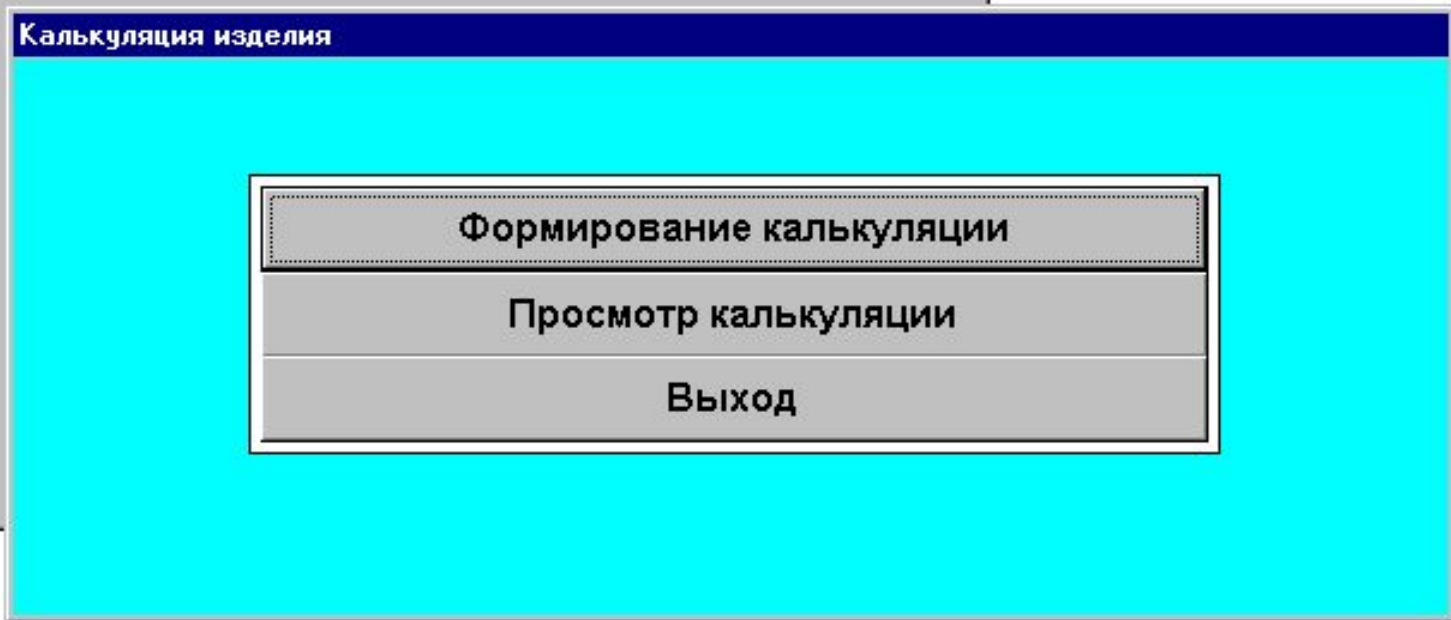 Калькуляция изделия
Формирование калькуляции
Просмотр калькуляции
Выход